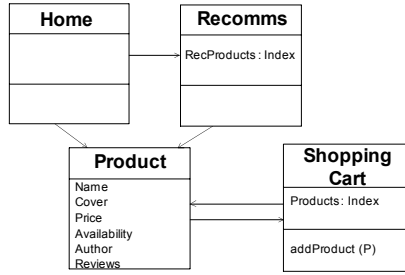 Home
Recomms
RecProducts : Index
Product
Name
Cover
Price
Availability
Author
Reviews
Shopping
Cart
Products : Index
addProduct (P)